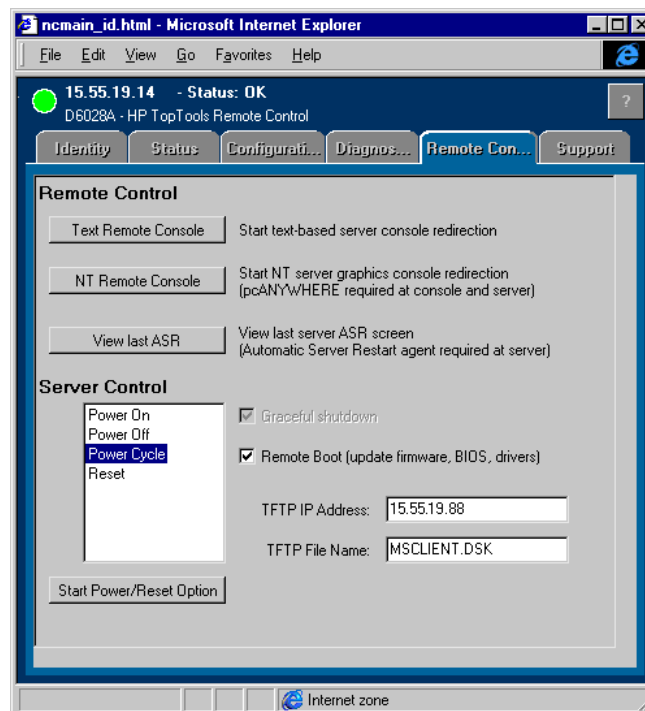 ncmain_id.html - Microsoft Internet Explorer
File Edit View Go Favorites Help
15.55.19.14 - Status: OK
D6028A - HP TopTools Remote Control
?
Identity Status Configurati... Diagnos... Remote Con... Support
Remote Control
Text Remote Console Start text-based server console redirection
NT Remote Console Start NT server graphics console redirection
(pcANYWHERE required at console and server)
View last ASR View last server ASR screen
(Automatic Server Restart agent required at server)
Server Control
Power On
Power Off
Power Cycle
Reset
Graceful shutdown
Remote Boot (update firmware, BIOS, drivers)
TFTP IP Address: 15.55.19.88
TFTP File Name: MSCLIENT.DSK
Start Power/Reset Option
Internet zone